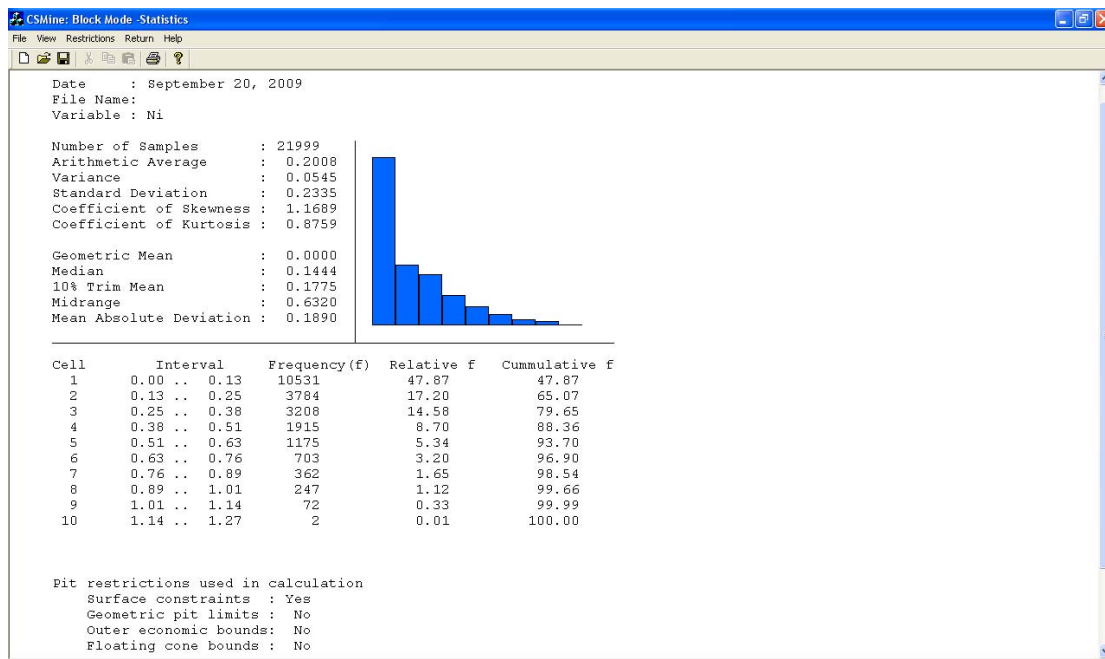 CSMine: Block Mode -Statistics
File View Restrictions Return Help
Date : September 20, 2009
File Name:
Variable : Ni
Number of Samples : 21999
Arithmetic Average : 0.2008
Variance : 0.0545
Standard Deviation : 0.2335
Coefficient of Skewness : 1.1689
Coefficient of Kurtosis : 0.8759
Geometric Mean : 0.0000
Median : 0.1444
10% Trim Mean : 0.1775
Midrange : 0.6320
Mean Absolute Deviation : 0.1890
Cell Interval Frequency(f) Relative f Cummulative f
1 0.00 .. 0.13 10531 47.87 47.87
2 0.13 .. 0.25 3784 17.20 65.07
3 0.25 .. 0.38 3208 14.58 79.65
4 0.38 .. 0.51 1915 8.70 88.36
5 0.51 .. 0.63 1175 5.34 93.70
6 0.63 .. 0.76 703 3.20 96.90
7 0.76 .. 0.89 362 1.65 98.54
8 0.89 .. 1.01 247 1.12 99.66
9 1.01 .. 1.14 72 0.33 99.99
10 1.14 .. 1.27 2 0.01 100.00
Pit restrictions used in calculation
Surface constraints : Yes
Geometric pit limits : No
Outer economic bounds: No
Floating cone bounds : No